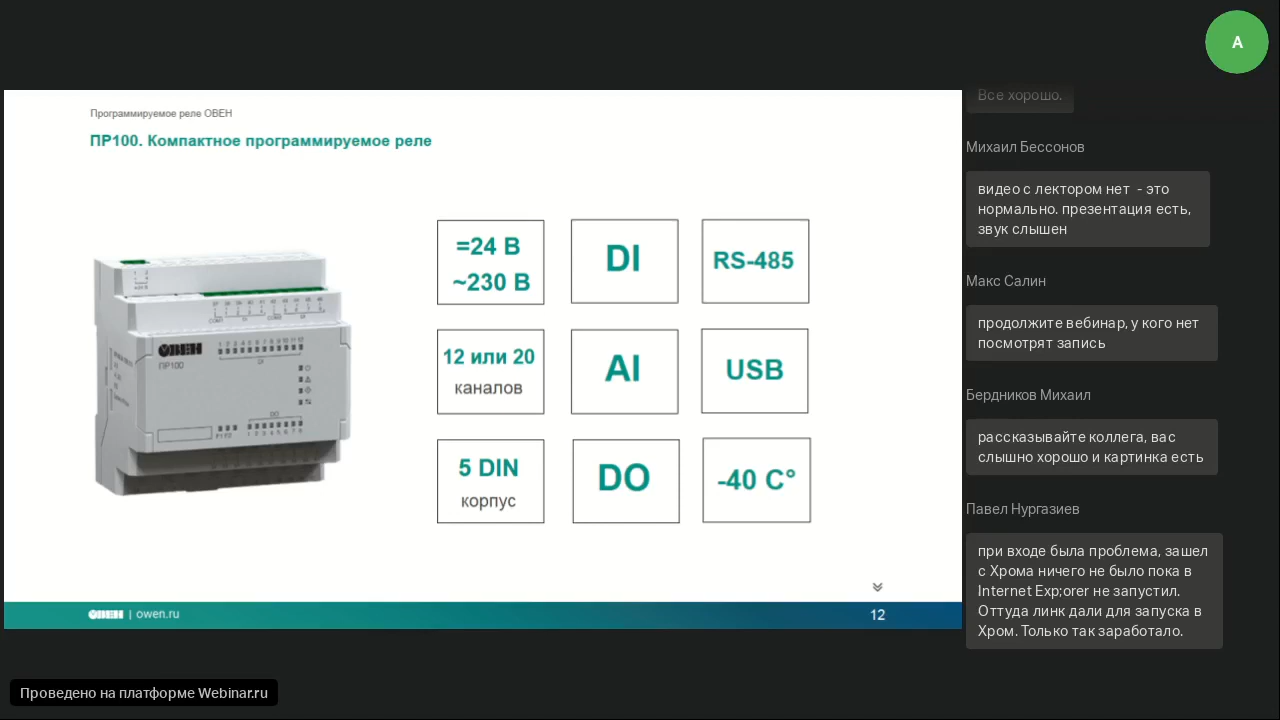 A
Программируемое реле ОВЕН
ПР100. Компактное программируемое реле
ОВЕН
ПР100
DI
DO
F1 F2
=24 В
~230 В
DI
RS-485
12 или 20
каналов
AI
USB
5 DIN
корпус
DO
-40 C°
ОВЕН | owen.ru
12
Все хорошо.
Михаил Бессонов
видео с лектором нет - это
нормально. презентация есть,
звук слышен
Макс Салин
продолжите вебинар, у кого нет
посмотрят запись
Бердников Михаил
рассказывайте коллега, вас
слышно хорошо и картинка есть
Павел Нургазиев
при входе была проблема, зашел
с Хрома ничего не было пока в
Internet Exp;orer не запустил.
Оттуда линк дали для запуска в
Хром. Только так заработало.
Проведено на платформе Webinar.ru